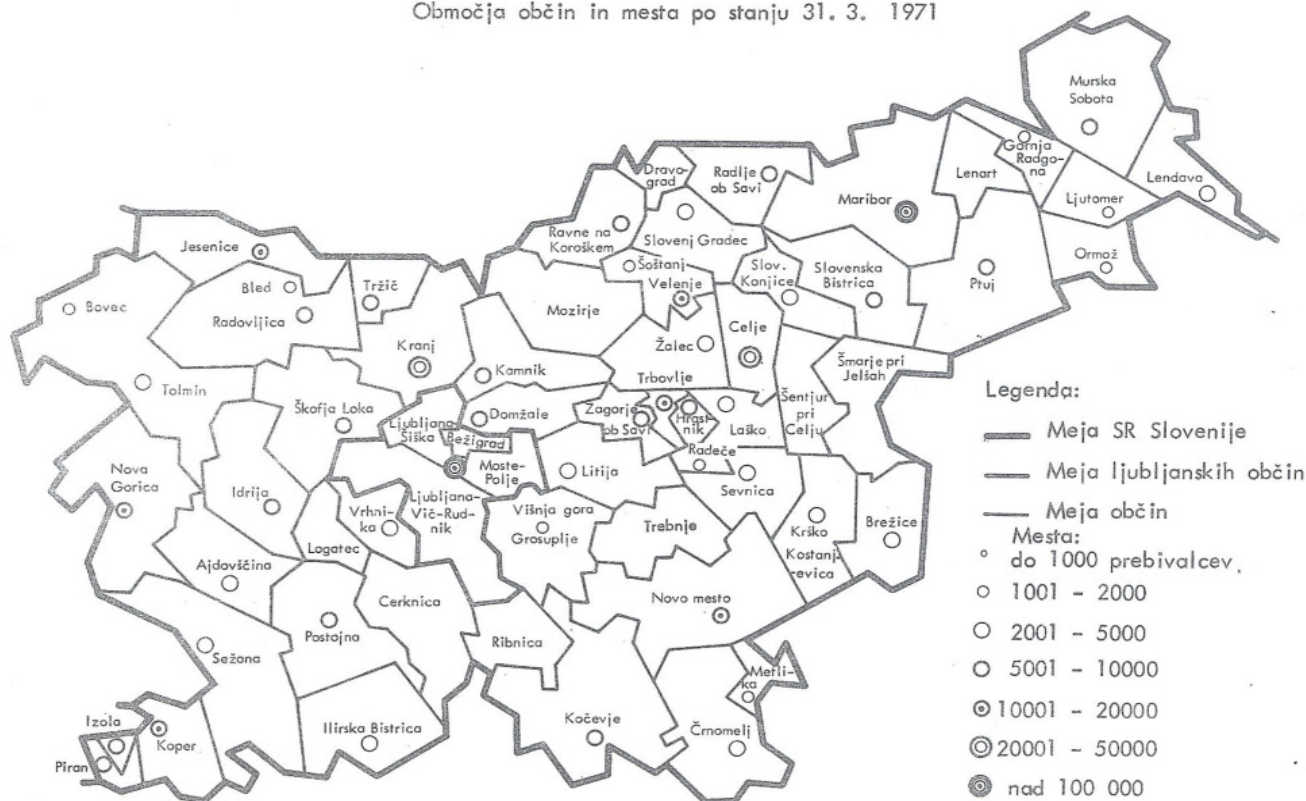 Območja občin in mesta po stanju 31. 3. 1971
Murska
Sobota
Gornja
Radgo-
na
Lenart
Lendava
Ljutomer
Dravo-
grad
Radlje
ob Savi
Maribor
Ravne na
Koroškem
Slovenj Gradec
Ormož
Jesenice
Šoštanj
Velenje
Slov.
Konjice
Slovenska
Bistrica
Ptuj
Bovec
Bled
Radovljica
Tržič
Mozirje
Kranj
Žalec
Celje
Šmarje pri
Jelšah
Tolmin
Kamnik
Trbovlje
Škofja Loka
Šentjur
pri
Celju
Ljubljana
Šiška
Bežigrad
Domžale
Zagorje
ob Savi
Hrast-
nik
Laško
Radeče
Moste-
Polje
Litija
Sevnica
Nova
Gorica
Idrija
Vrhni-
ka
Ljubljana-
Vič-Rud-
nik
Višnja gora
Grosuplje
Trebnje
Krško
Kostanj-
-evica
Brežice
Logatec
Ajdovščina
Cerknica
Novo mesto
Postojna
Ribnica
Sežana
Metli-
ka
Izola
Koper
Piran
Ilirska Bistrica
Kočevje
Črnomelj
Legenda:
Meja SR Slovenije
Meja ljubljanskih občin
Meja občin
Mesta:
do 1000 prebivalcev
1001 - 2000
2001 - 5000
5001 - 10000
10001 - 20000
20001 - 50000
nad 100 000